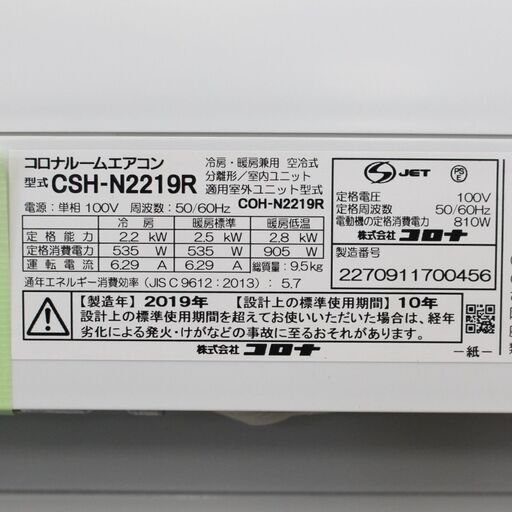 コロナルームエアコン
型式 CSH-N2219R
冷房・暖房兼用 空冷式
分離形/室内ユニット
適用室外ユニット型式
COH-N2219R
電源:単相 100V 周波数:50/60Hz
冷房 暖房標準 暖房低温
定格能力 2.2 kW 2.5 kW 2.8 kW
定格消費電力 535 W 535 W 905 W
運転電流 6.29 A 6.29 A 総質量:9.5kg
通年エネルギー消費効率(JIS C 9612:2013):5.7
S JET PS E
定格電圧 100V
定格周波数 50/60Hz
電動機の定格消費電力 810W
株式会社 コロナ
製造番号
2270911700456
【製造年】2019年 【設計上の標準使用期間】10年
設計上の標準使用期間を超えてお使いいただいた場合は、経年
劣化による発火・けがなどの事故に至るおそれがあります。
株式会社 コロナ
-紙-